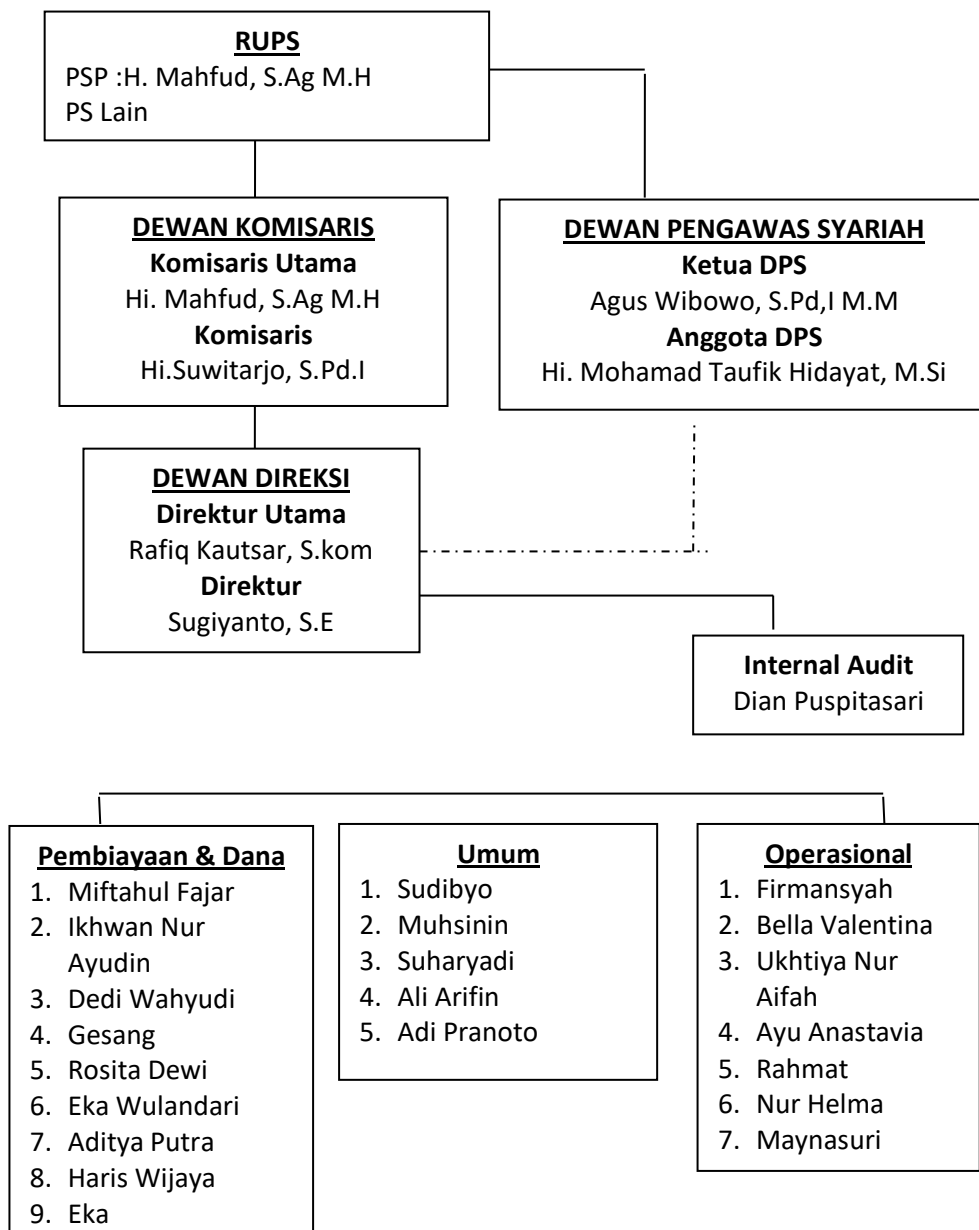 RUPS
PSP :H. Mahfud, S.Ag M.H
PS Lain
DEWAN KOMISARIS
Komisaris Utama
Hi. Mahfud, S.Ag M.H
Komisaris
Hi.Suwitarjo, S.Pd.I
DEWAN PENGAWAS SYARIAH
Ketua DPS
Agus Wibowo, S.Pd,I M.M
Anggota DPS
Hi. Mohamad Taufik Hidayat, M.Si
DEWAN DIREKSI
Direktur Utama
Rafiq Kautsar, S.kom
Direktur
Sugiyanto, S.E
Internal Audit
Dian Puspitasari
Pembiayaan & Dana
1. Miftahul Fajar
2. Ikhwan Nur
Ayudin
3. Dedi Wahyudi
4. Gesang
5. Rosita Dewi
6. Eka Wulandari
7. Aditya Putra
8. Haris Wijaya
9. Eka
Umum
1. Sudibyo
2. Muhsinin
3. Suharyadi
4. Ali Arifin
5. Adi Pranoto
Operasional
1. Firmansyah
2. Bella Valentina
3. Ukhtiya Nur
Aifah
4. Ayu Anastavia
5. Rahmat
6. Nur Helma
7. Maynasuri